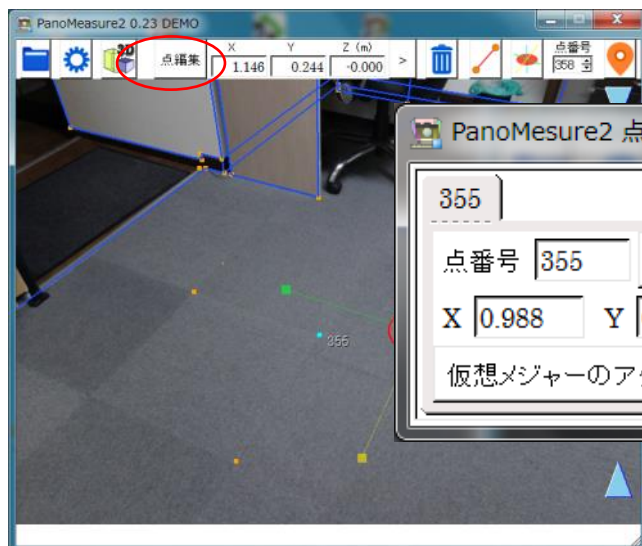 PanoMeasure2 0.23 DEMO
3D
点編集
X Y Z (m)
1.146 0.244 -0.000 >
点番号
358
PanoMesure2 点
355
点番号 355
X 0.988 Y
仮想メジャーのア
355